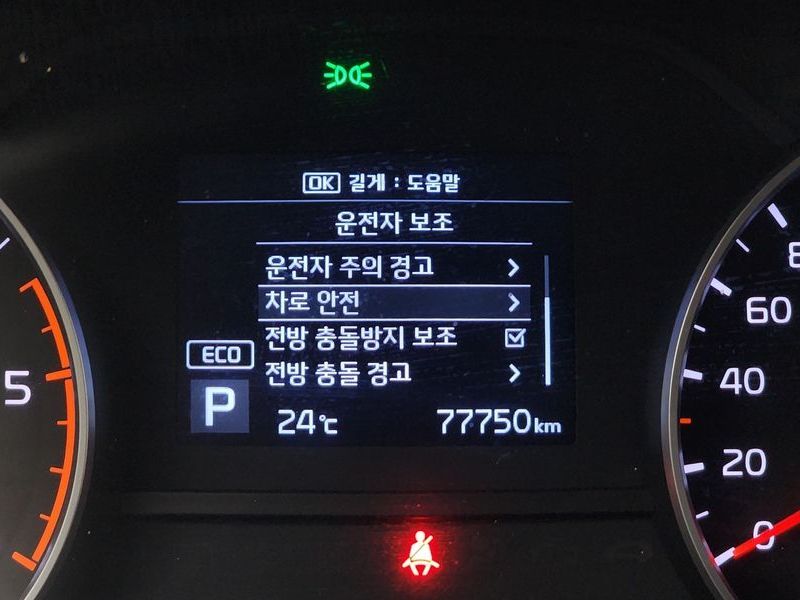 OK 길게 : 도움말
운전자 보조
운전자 주의 경고
차로 안전
전방 충돌방지 보조
전방 충돌 경고
ECO
P
24℃
77750km
5
60
40
20
0